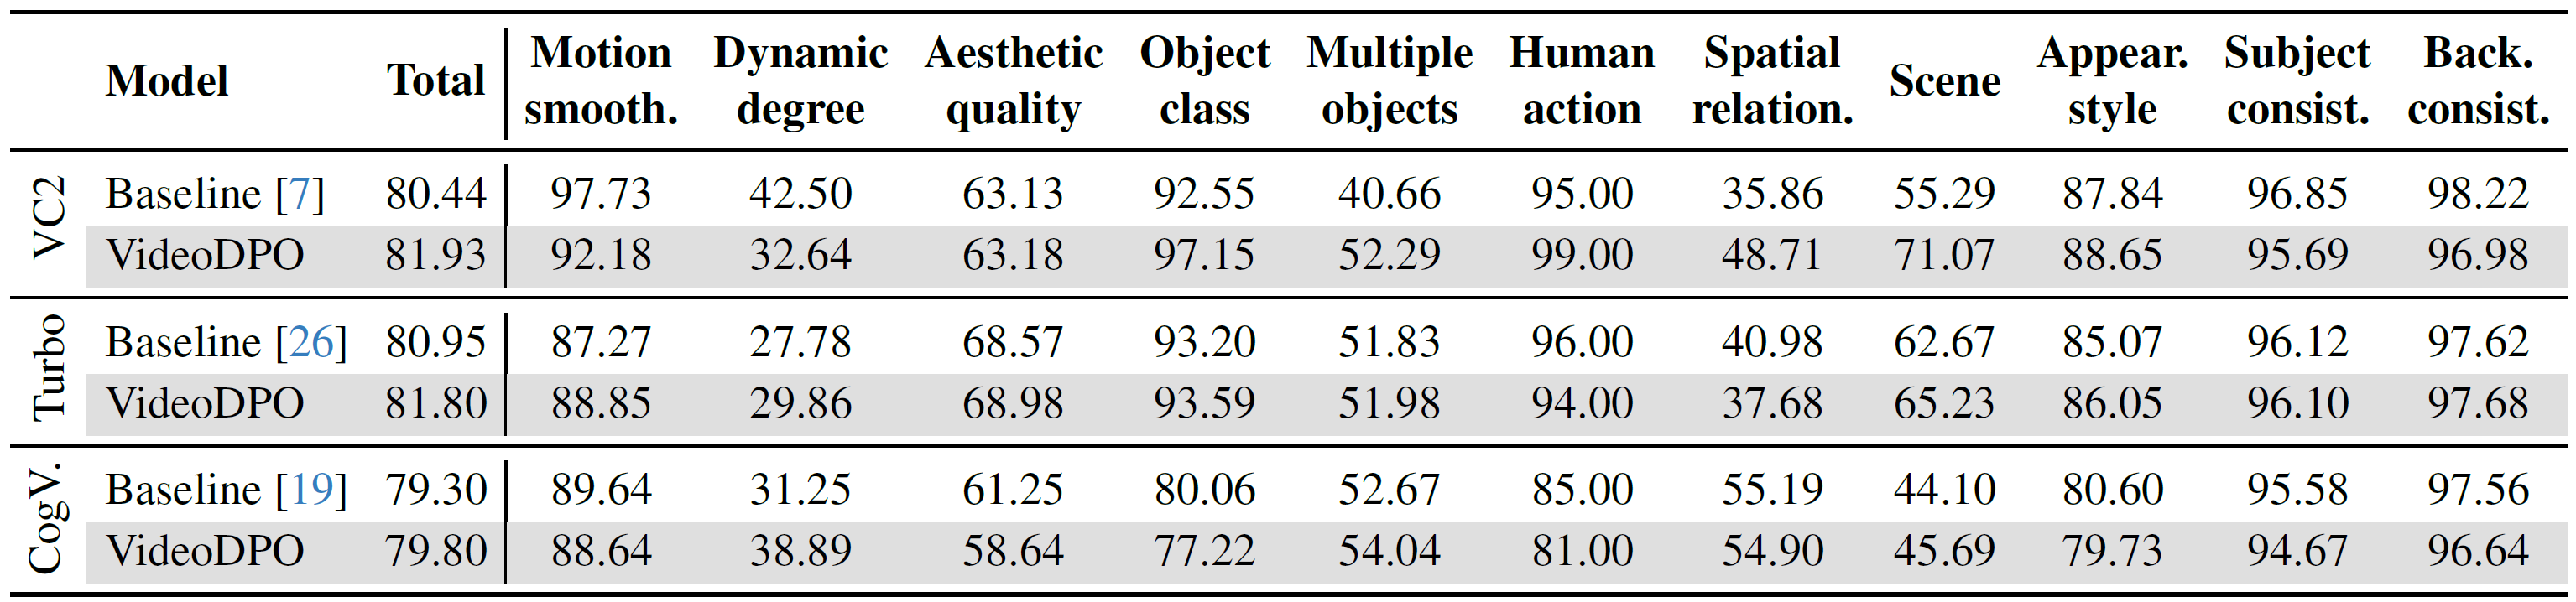 Model Total Motion smooth. Dynamic degree Aesthetic quality Object class Multiple objects Human action Spatial relation. Scene Appear. style Subject consist. Back. consist.
VC2
Baseline [7] 80.44 97.73 42.50 63.13 92.55 40.66 95.00 35.86 55.29 87.84 96.85 98.22
VideoDPO 81.93 92.18 32.64 63.18 97.15 52.29 99.00 48.71 71.07 88.65 95.69 96.98
Turbo
Baseline [26] 80.95 87.27 27.78 68.57 93.20 51.83 96.00 40.98 62.67 85.07 96.12 97.62
VideoDPO 81.80 88.85 29.86 68.98 93.59 51.98 94.00 37.68 65.23 86.05 96.10 97.68
CogV.
Baseline [19] 79.30 89.64 31.25 61.25 80.06 52.67 85.00 55.19 44.10 80.60 95.58 97.56
VideoDPO 79.80 88.64 38.89 58.64 77.22 54.04 81.00 54.90 45.69 79.73 94.67 96.64